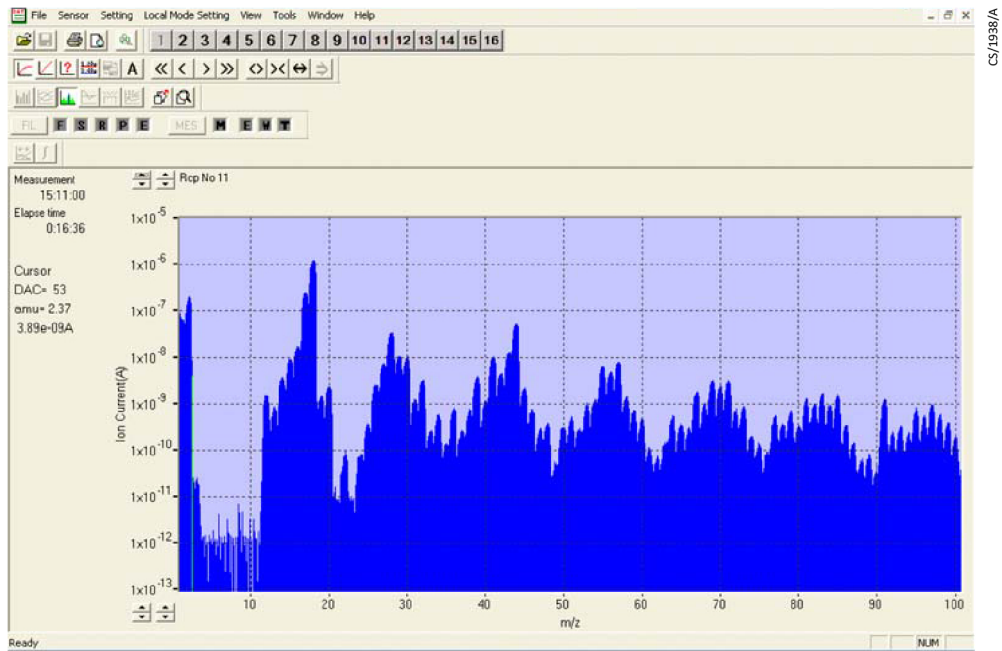 File Sensor Setting Local Mode Setting View Tools Window Help
1 2 3 4 5 6 7 8 9 10 11 12 13 14 15 16
A
FIL F S R P E MES M E W T
Measurement
15:11:00
Elapse time
0:16:36
Cursor
DAC= 53
amu= 2.37
3.89e-09A
Rcp No 11
1x10-5
1x10-6
1x10-7
1x10-8
1x10-9
1x10-10
1x10-11
1x10-12
1x10-13
Ion Current(A)
10 20 30 40 50 60 70 80 90 100
m/z
Ready
NUM
CS/1938/A